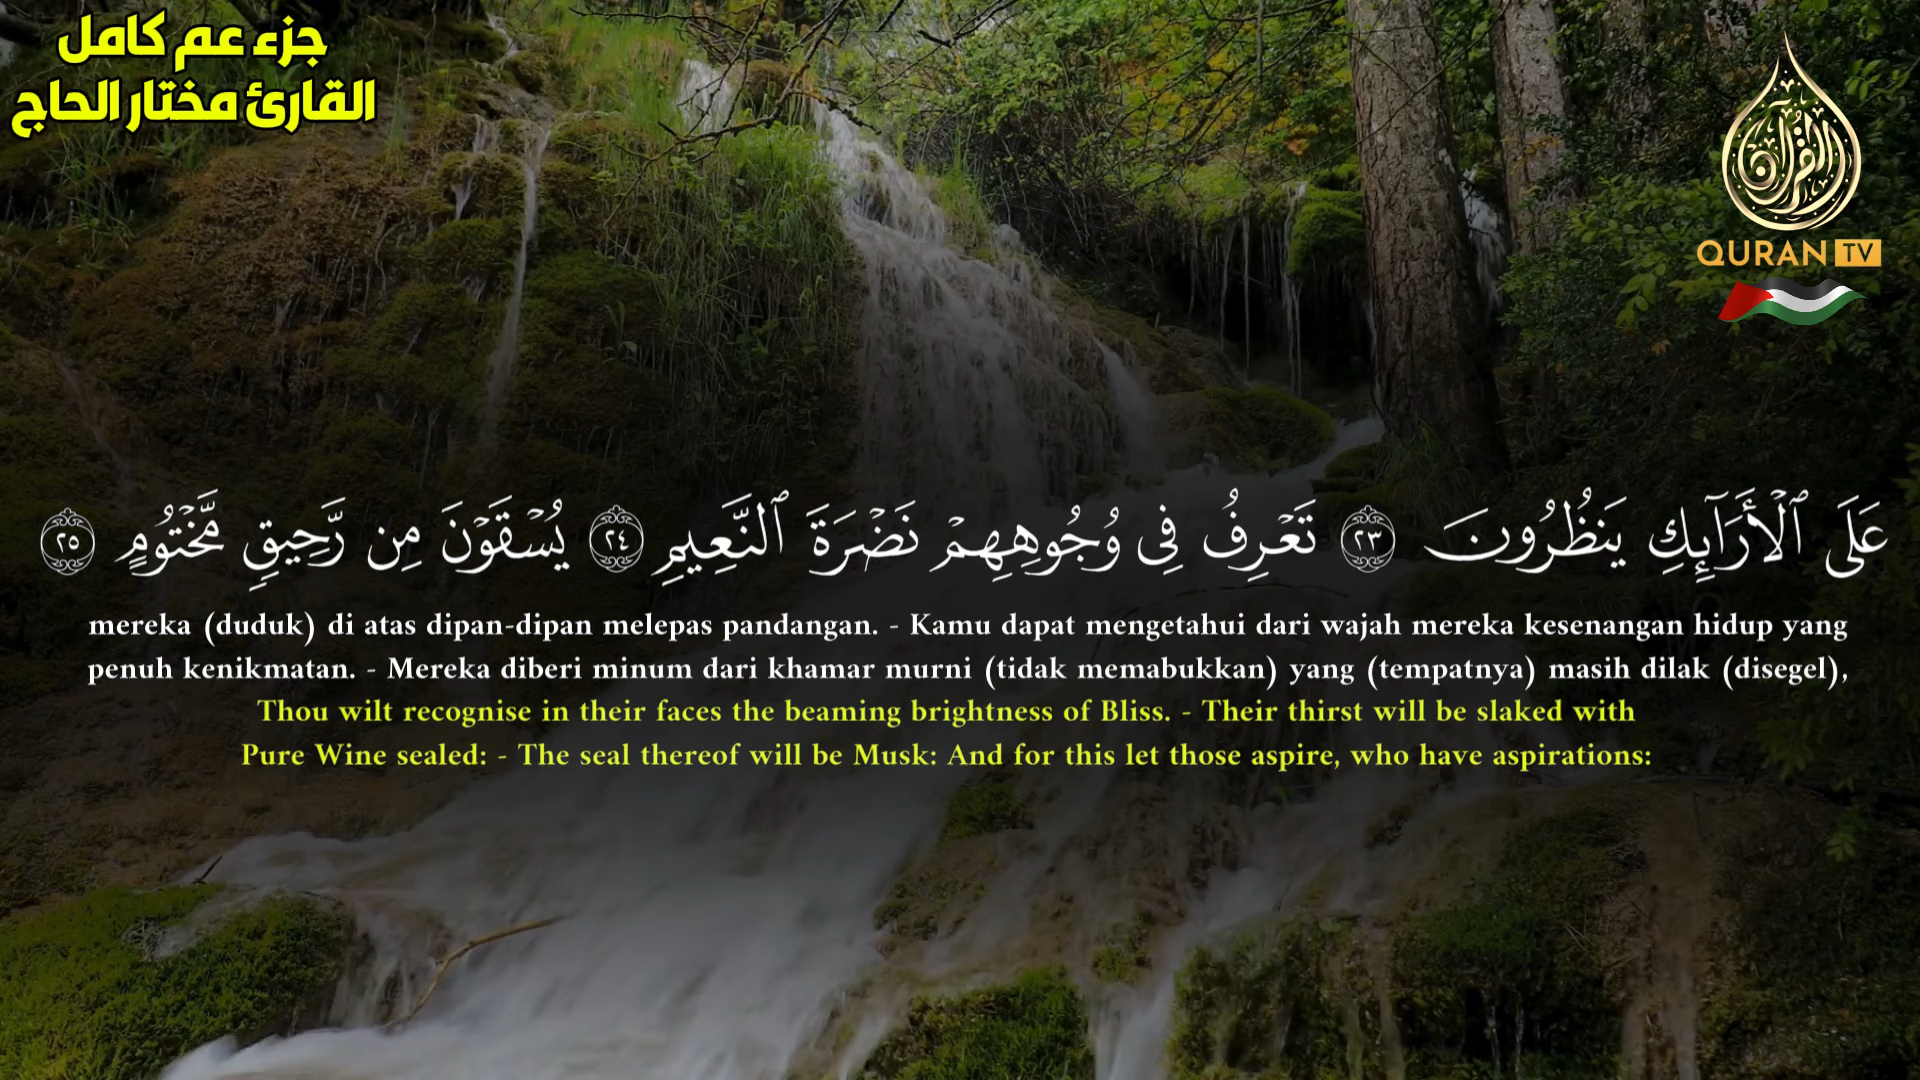 جزء عم كامل
القارئ مختار الحاج
القرآن
QURAN TV
عَلَى ٱلْأَرَآئِكِ يَنظُرُونَ ٢٣ تَعْرِفُ فِى وُجُوهِهِمْ نَضْرَةَ ٱلنَّعِيمِ ٢٤ يُسْقَوْنَ مِن رَّحِيقٍ مَّخْتُومٍ ٢٥
mereka (duduk) di atas dipan-dipan melepas pandangan. - Kamu dapat mengetahui dari wajah mereka kesenangan hidup yang
penuh kenikmatan. - Mereka diberi minum dari khamar murni (tidak memabukkan) yang (tempatnya) masih dilak (disegel),
Thou wilt recognise in their faces the beaming brightness of Bliss. - Their thirst will be slaked with
Pure Wine sealed: - The seal thereof will be Musk: And for this let those aspire, who have aspirations: